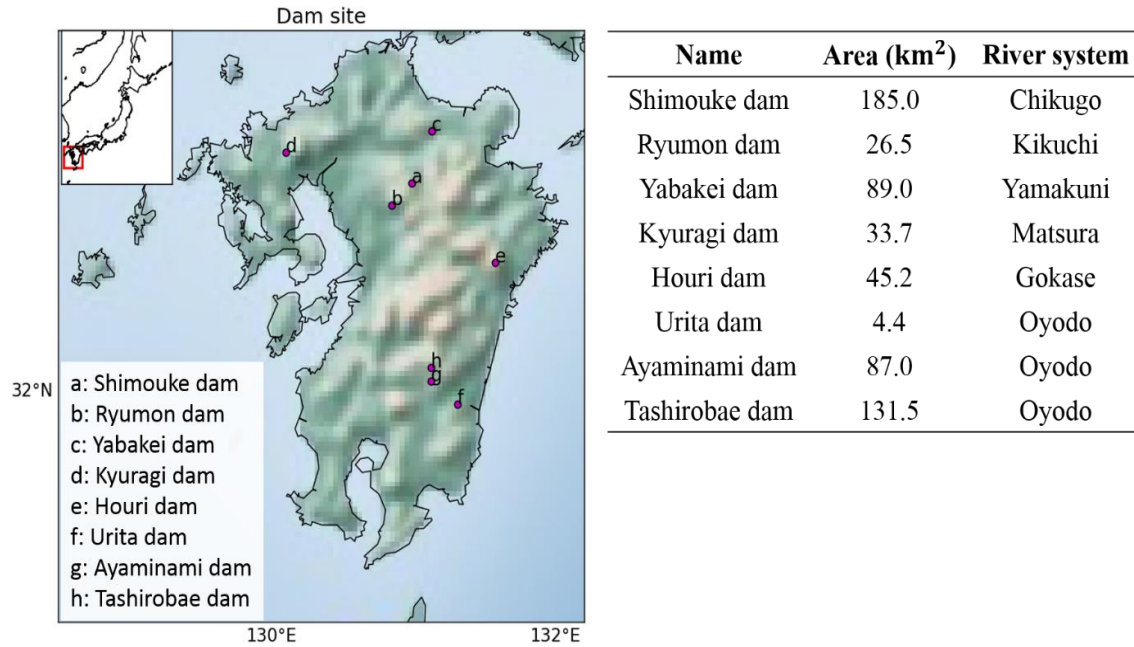 Dam site
d
c
a
b
e
h
g
f
32°N
a: Shimouke dam
b: Ryumon dam
c: Yabakei dam
d: Kyuragi dam
e: Houri dam
f: Urita dam
g: Ayaminami dam
h: Tashirobae dam
130°E 132°E
Name Area (km²) River system
Shimouke dam 185.0 Chikugo
Ryumon dam 26.5 Kikuchi
Yabakei dam 89.0 Yamakuni
Kyuragi dam 33.7 Matsura
Houri dam 45.2 Gokase
Urita dam 4.4 Oyodo
Ayaminami dam 87.0 Oyodo
Tashirobae dam 131.5 Oyodo